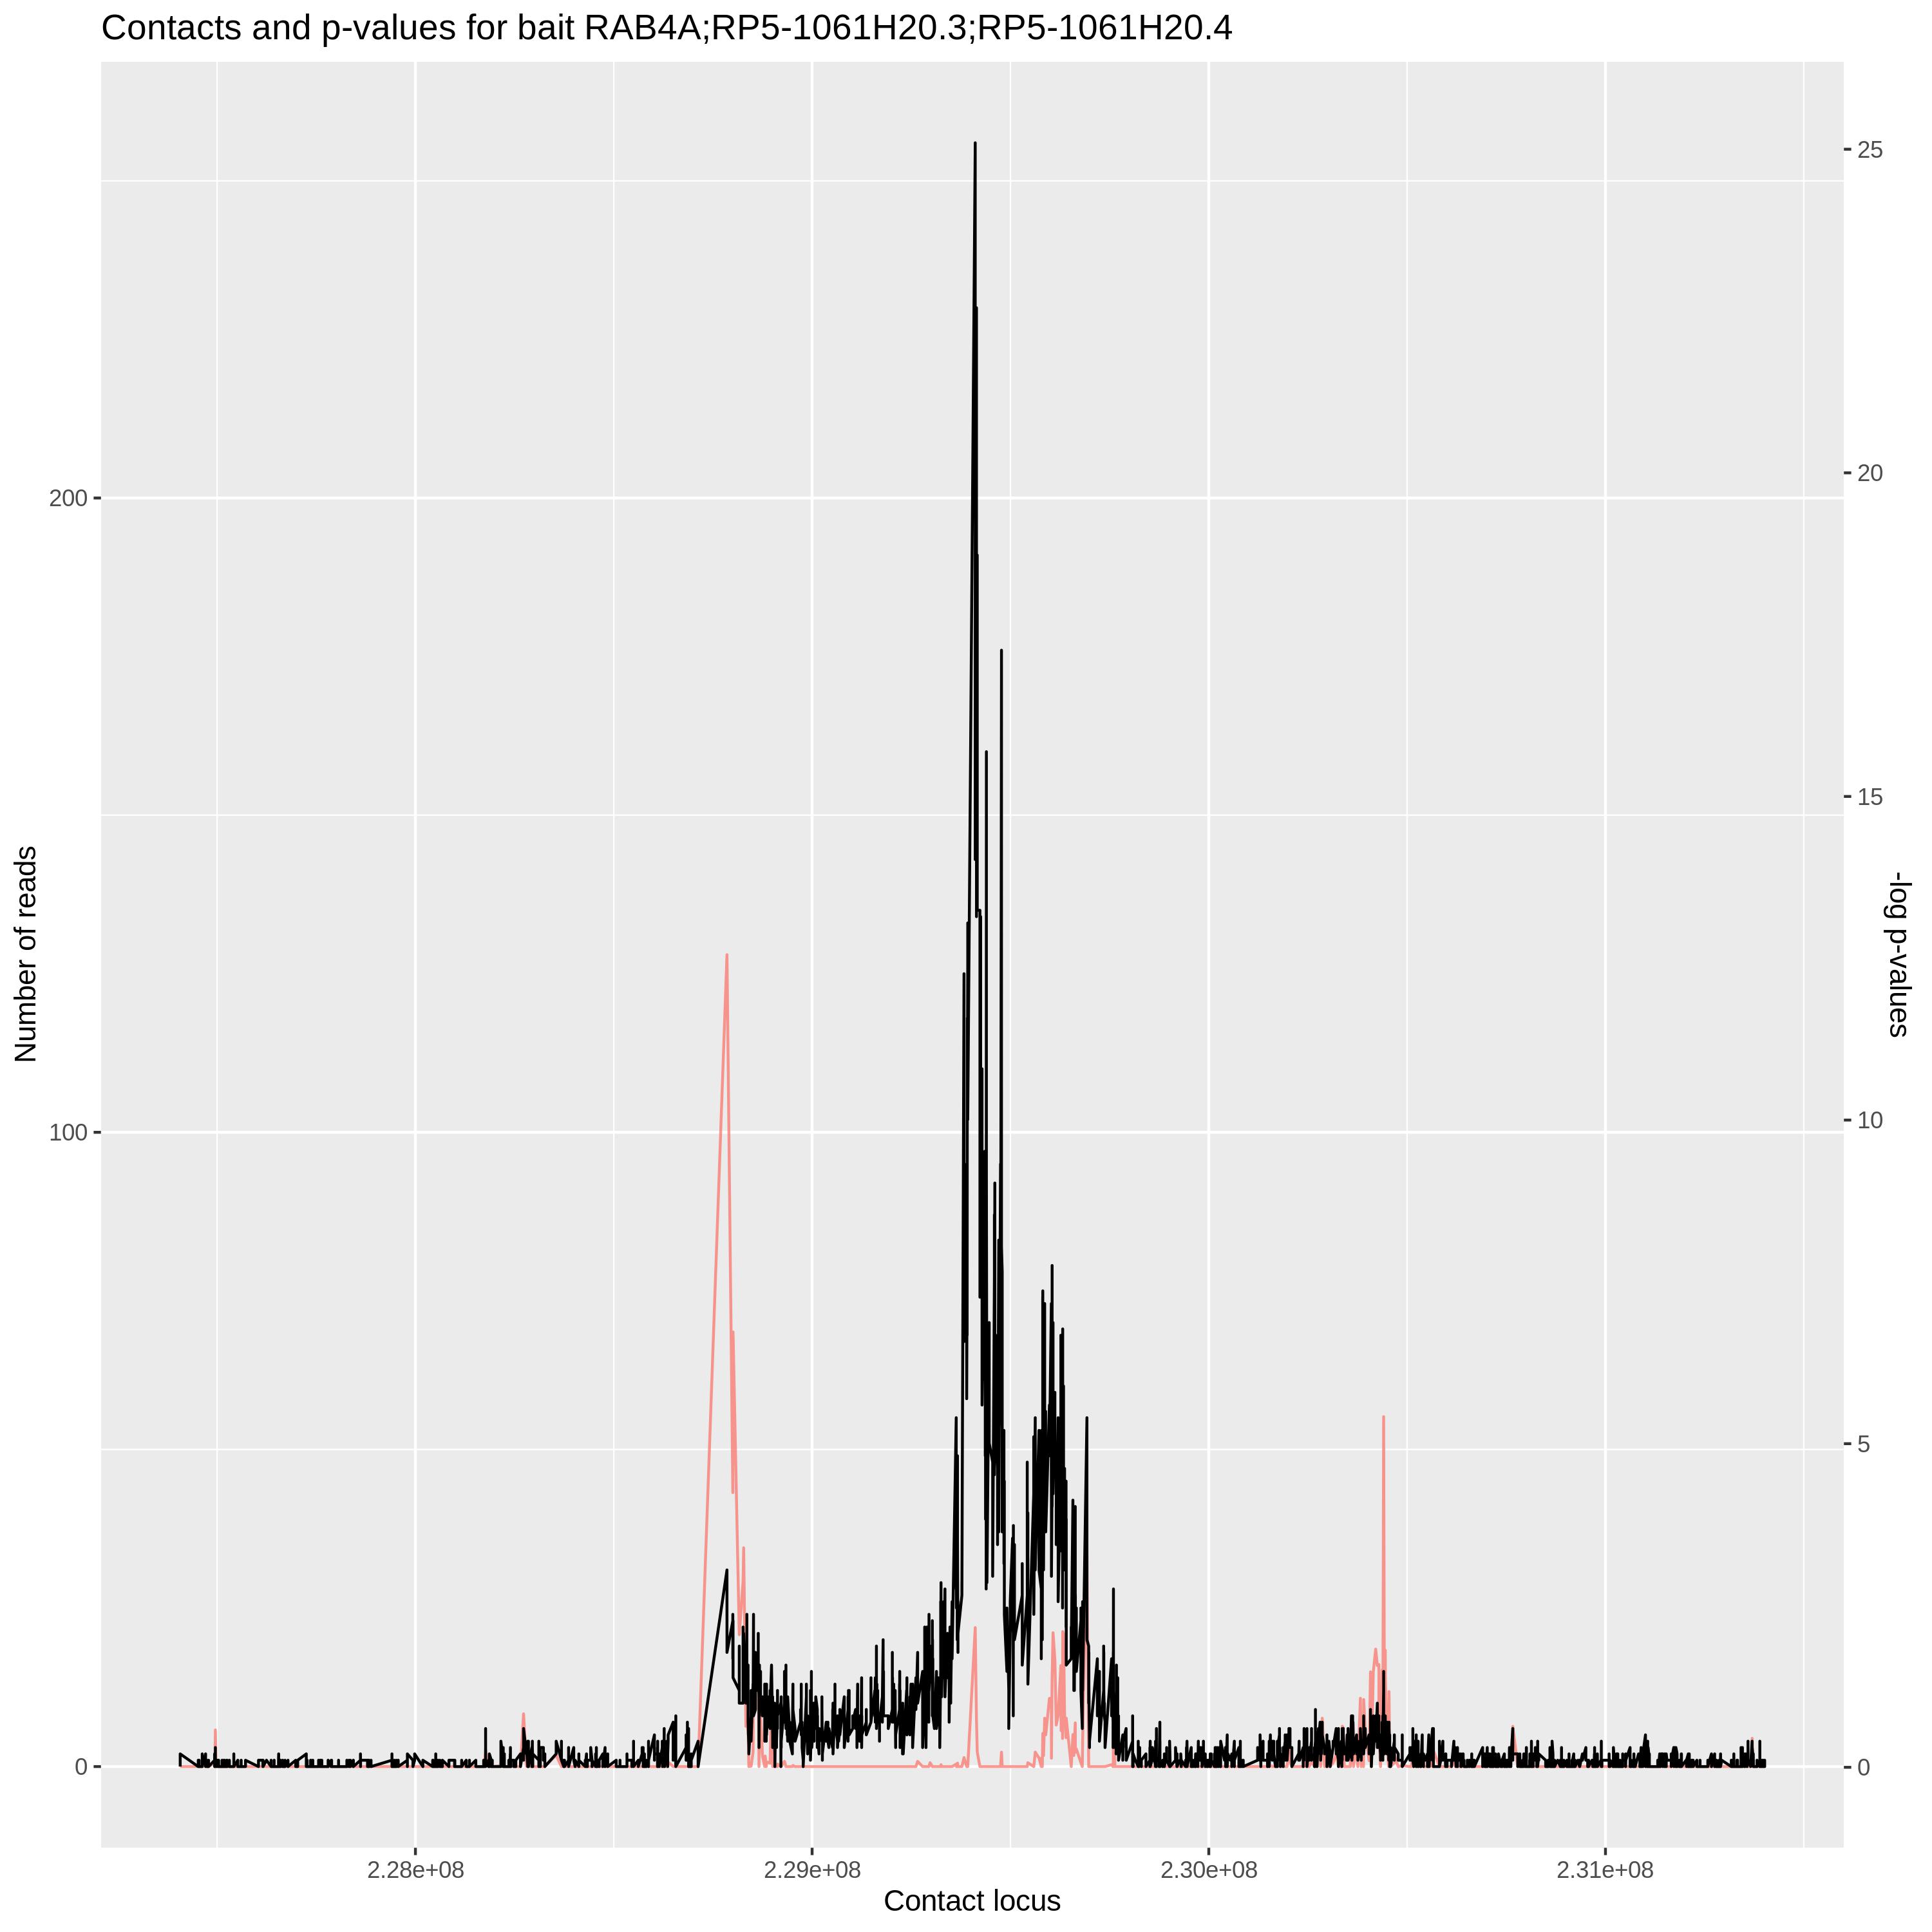 Contacts and p-values for bait RAB4A;RP5-1061H20.3;RP5-1061H20.4
Number of reads
200
100
0
25
20
15
10
5
0
-log p-values
2.28e+08 2.29e+08 2.30e+08 2.31e+08
Contact locus